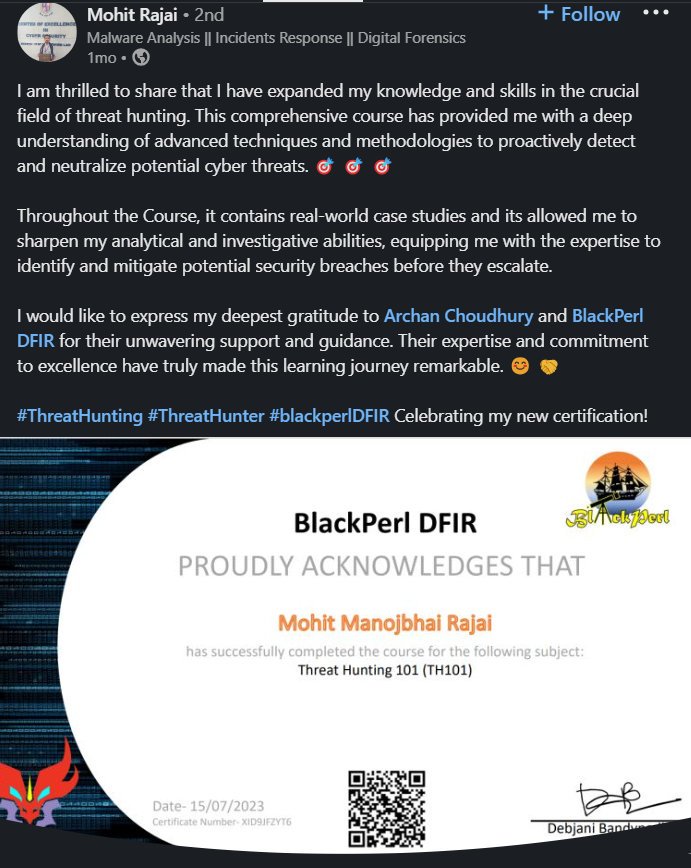 Mohit Rajai • 2nd
+ Follow
Malware Analysis || Incidents Response || Digital Forensics
1mo •
I am thrilled to share that I have expanded my knowledge and skills in the crucial
field of threat hunting. This comprehensive course has provided me with a deep
understanding of advanced techniques and methodologies to proactively detect
and neutralize potential cyber threats. 🎯 🎯 🎯
Throughout the Course, it contains real-world case studies and its allowed me to
sharpen my analytical and investigative abilities, equipping me with the expertise to
identify and mitigate potential security breaches before they escalate.
I would like to express my deepest gratitude to Archan Choudhury and BlackPerl
DFIR for their unwavering support and guidance. Their expertise and commitment
to excellence have truly made this learning journey remarkable. 😊 🤝
#ThreatHunting #ThreatHunter #blackperlDFIR Celebrating my new certification!
BlackPerl
BlackPerl DFIR
PROUDLY ACKNOWLEDGES THAT
Mohit Manojbhai Rajai
has successfully completed the course for the following subject:
Threat Hunting 101 (TH101)
Date- 15/07/2023
Certificate Number- XID9JFZYT6
Debjani